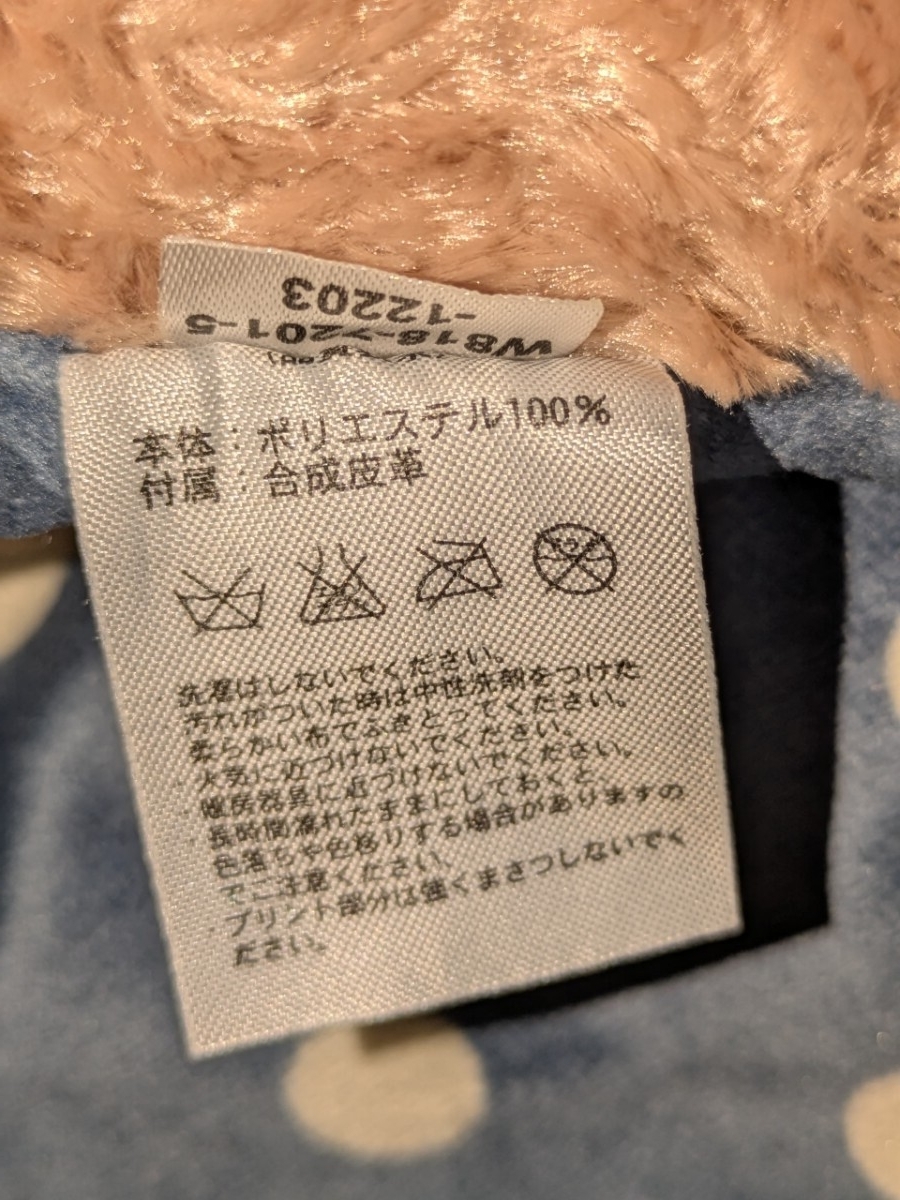 -12203
W818-7201-5
本体：ポリエステル100％
付属：合成皮革
・洗濯はしないでください。
汚れがついた時は中性洗剤をつけた
柔らかい布でふきとってください。
・火気に近づけないでください。
・暖房器具に近づけないでください。
・長時間濡れたままにしておくと、
色落ちや色移りする場合がありますの
でご注意ください。
・プリント部分は強くまさつしないでく
ださい。